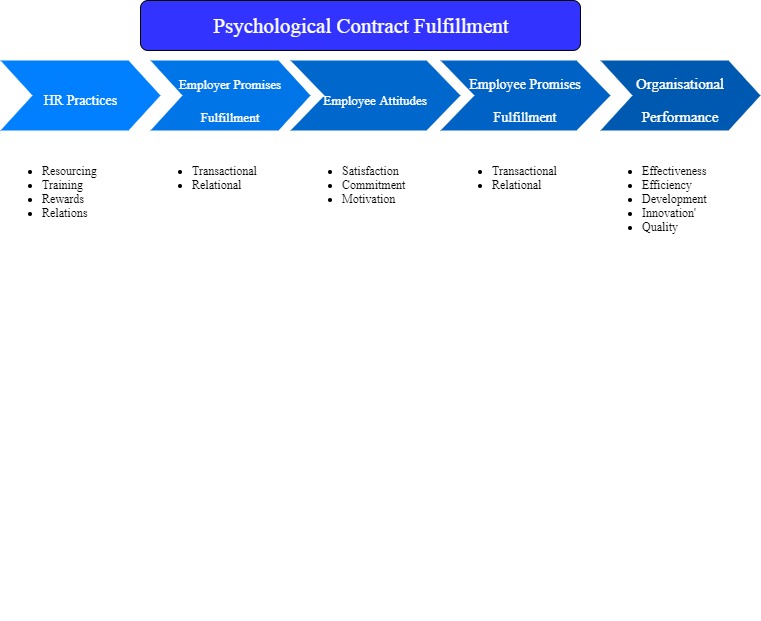 Psychological Contract Fulfillment
HR Practices
Employer Promises
Fulfillment
Employee Attitudes
Employee Promises
Fulfillment
Organisational
Performance
Resourcing
Training
Rewards
Relations
Transactional
Relational
Satisfaction
Commitment
Motivation
Transactional
Relational
Effectiveness
Efficiency
Development
Innovation'
Quality